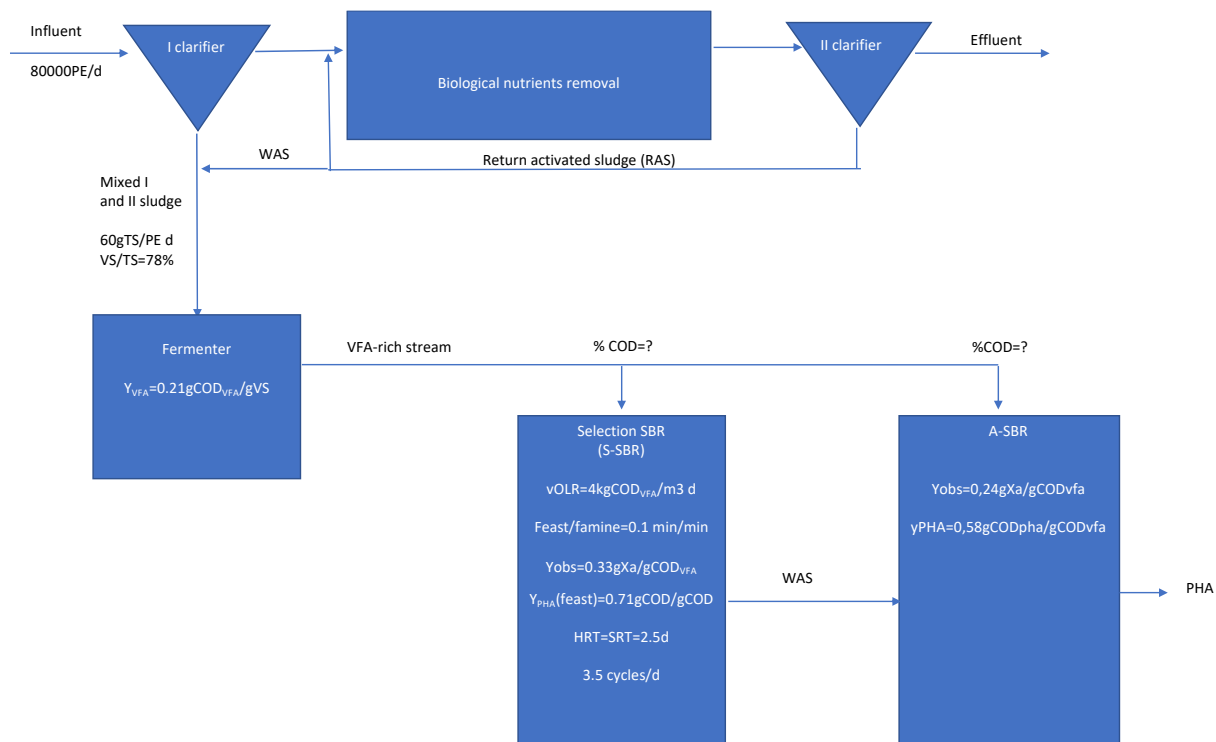 Influent
80000PE/d
I clarifier
Biological nutrients removal
II clarifier
Effluent
WAS
Return activated sludge (RAS)
Mixed I
and II sludge
60gTS/PE d
VS/TS=78%
Fermenter
YVFA=0.21gCODVFA/gVS
VFA-rich stream
% COD=?
%COD=?
Selection SBR
(S-SBR)
vOLR=4kgCODVFA/m3 d
Feast/famine=0.1 min/min
Yobs=0.33gXa/gCODVFA
YPHA(feast)=0.71gCOD/gCOD
HRT=SRT=2.5d
3.5 cycles/d
WAS
A-SBR
Yobs=0,24gXa/gCODvfa
yPHA=0,58gCODpha/gCODvfa
PHA